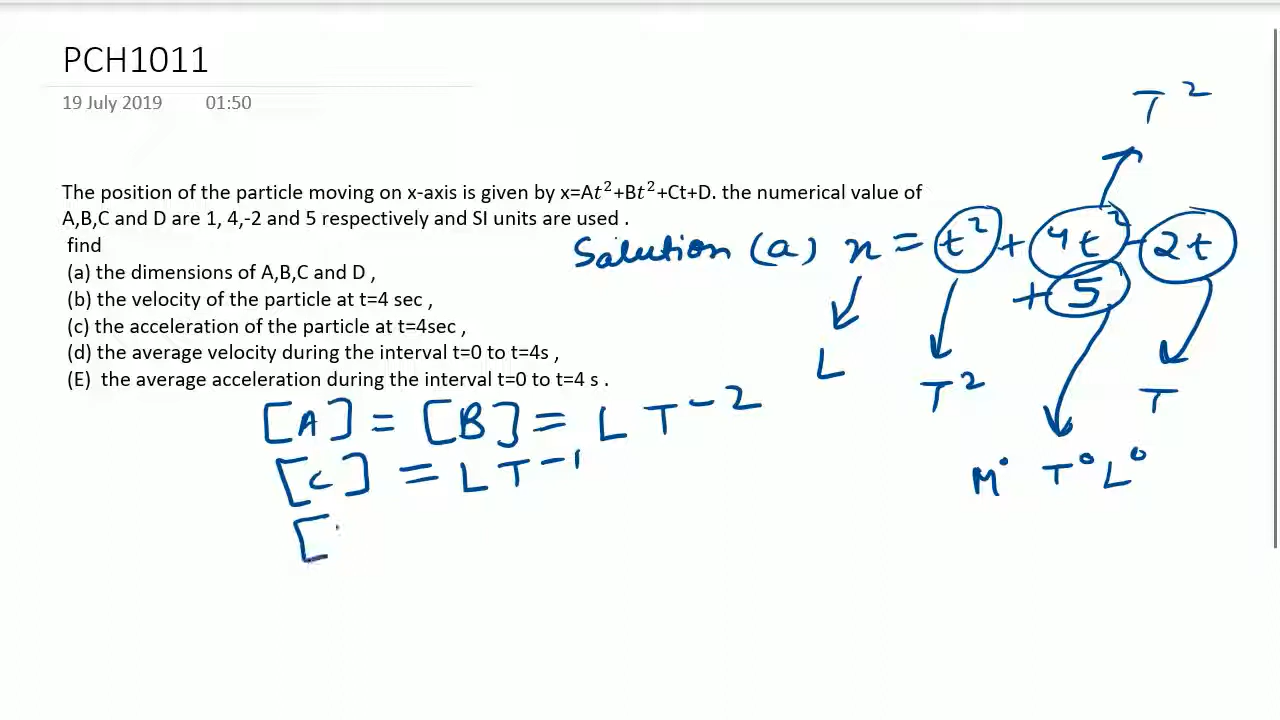 PCH1011
19 July 2019 01:50
T²
The position of the particle moving on x-axis is given by x=At²+Bt²+Ct+D. the numerical value of
A,B,C and D are 1, 4,-2 and 5 respectively and SI units are used .
find
Salution (a) x = t² + 4t² - 2t
(a) the dimensions of A,B,C and D ,
(b) the velocity of the particle at t=4 sec ,
+ 5
(c) the acceleration of the particle at t=4sec ,
(d) the average velocity during the interval t=0 to t=4s ,
L
(E) the average acceleration during the interval t=0 to t=4 s .
T² T
[A] = [B] = L T⁻²
[C] = L T⁻¹
M° T° L°
[